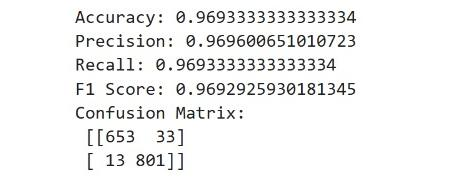 Accuracy: 0.9693333333333334
Precision: 0.969600651010723
Recall: 0.9693333333333334
F1 Score: 0.9692925930181345
Confusion Matrix:
[[653  33]
[ 13 801]]